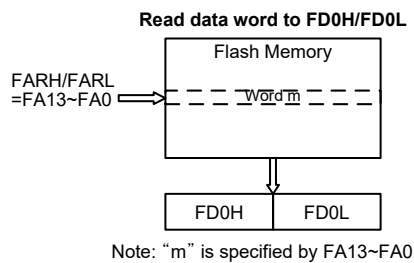 Read data word to FD0H/FD0L
Flash Memory
FARH/FARL
=FA13~FA0
Word m
FD0H
FD0L
Note: “m” is specified by FA13~FA0